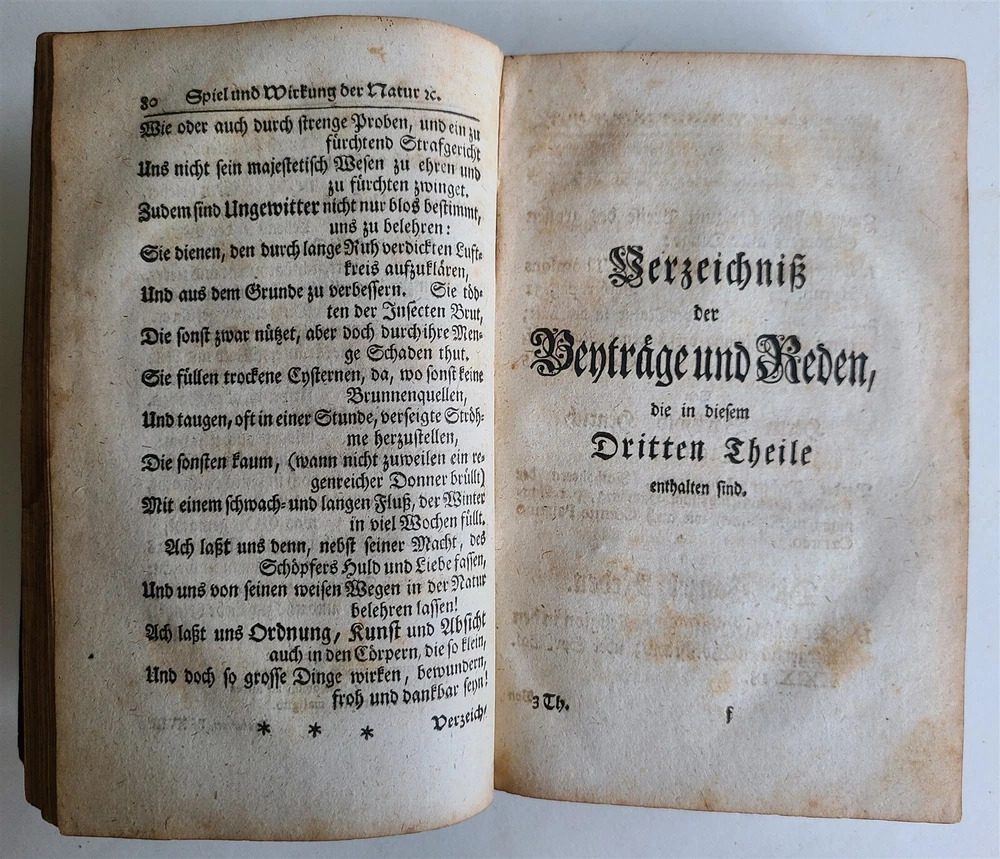 80 Spiel und Wirkung der Natur ꝛc.
Wie oder auch durch strenge Proben, und ein zu
fürchtend Strafgericht
Uns nicht sein majestetisch Wesen zu ehren und
zu fürchten zwinget.
Zudem sind Ungewitter nicht nur blos bestimmt,
uns zu belehren:
Sie dienen, den durch lange Ruh verdickten Luft-
kreis aufzuklären,
Und aus dem Grunde zu verbessern. Sie töd-
ten der Insecten Brut,
Die sonst zwar nützet, aber doch durch ihre Men-
ge Schaden thut.
Sie füllen trockene Cysternen, da, wo sonst keine
Brunnenquellen,
Und taugen, oft in einer Stunde, verseigte Ströh-
me herzustellen,
Die sonsten kaum, (wann nicht zuweilen ein re-
genreicher Donner brüllt)
Mit einem schwach- und langen Fluß, der Winter
in viel Wochen füllt.
Ach laßt uns denn, nebst seiner Macht, des
Schöpfers Huld und Liebe fassen,
Und uns von seinen weisen Wegen in der Natur
belehren lassen!
Ach laßt uns Ordnung, Kunst und Absicht
auch in den Cörpern, die so klein,
Und doch so grosse Dinge wirken, bewundern,
froh und dankbar seyn!
* * *
Verzeich-
Verzeichniß
der
Beyträge und Reden,
die in diesem
Dritten Theile
enthalten sind.
3 Th. f